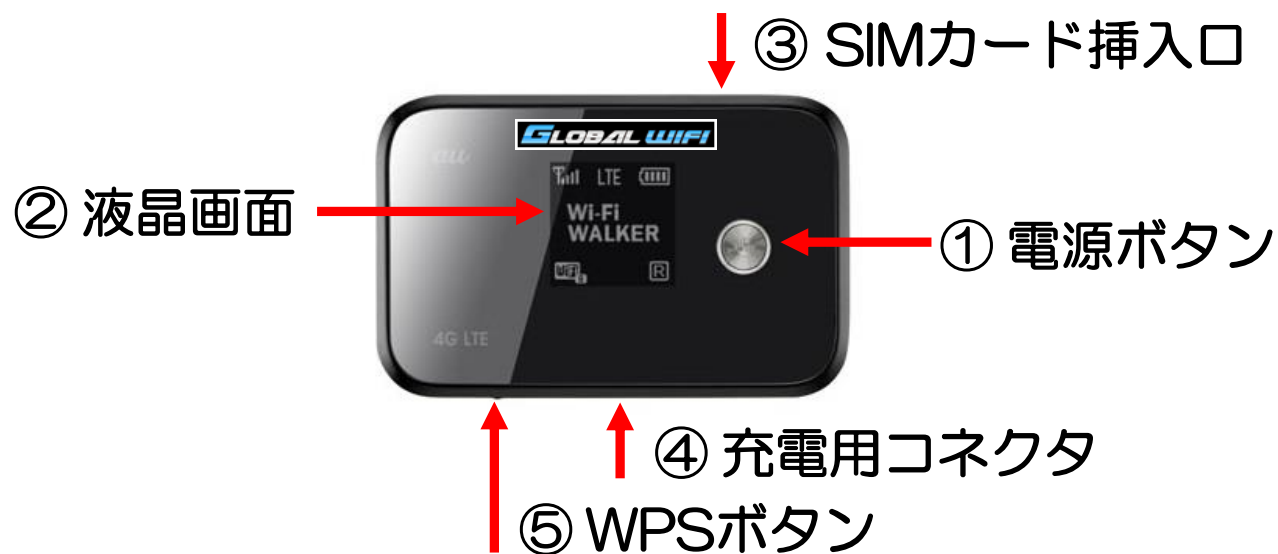 ③ SIMカード挿入口
GLOBAL WIFI
LTE
② 液晶画面
Wi-Fi
WALKER
① 電源ボタン
WiFi
R
4G LTE
④ 充電用コネクタ
⑤ WPSボタン